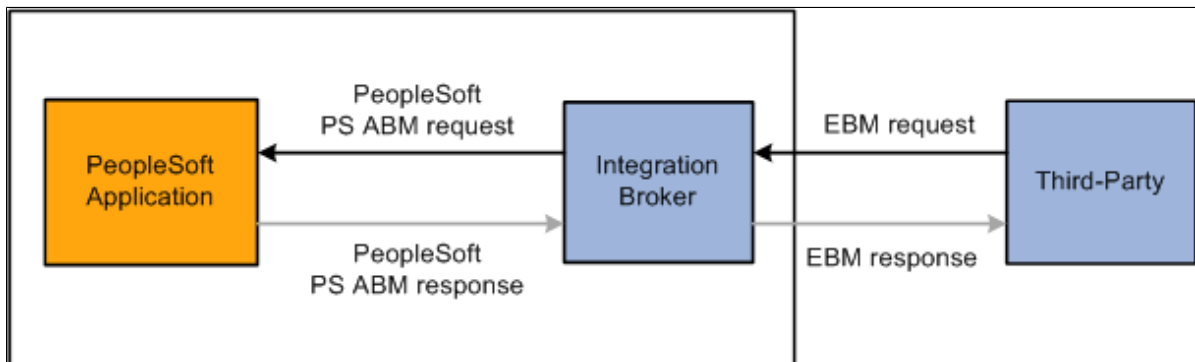 PeopleSoft
PS ABM request
EBM request
PeopleSoft
Application
Integration
Broker
Third-Party
PeopleSoft
PS ABM response
EBM response